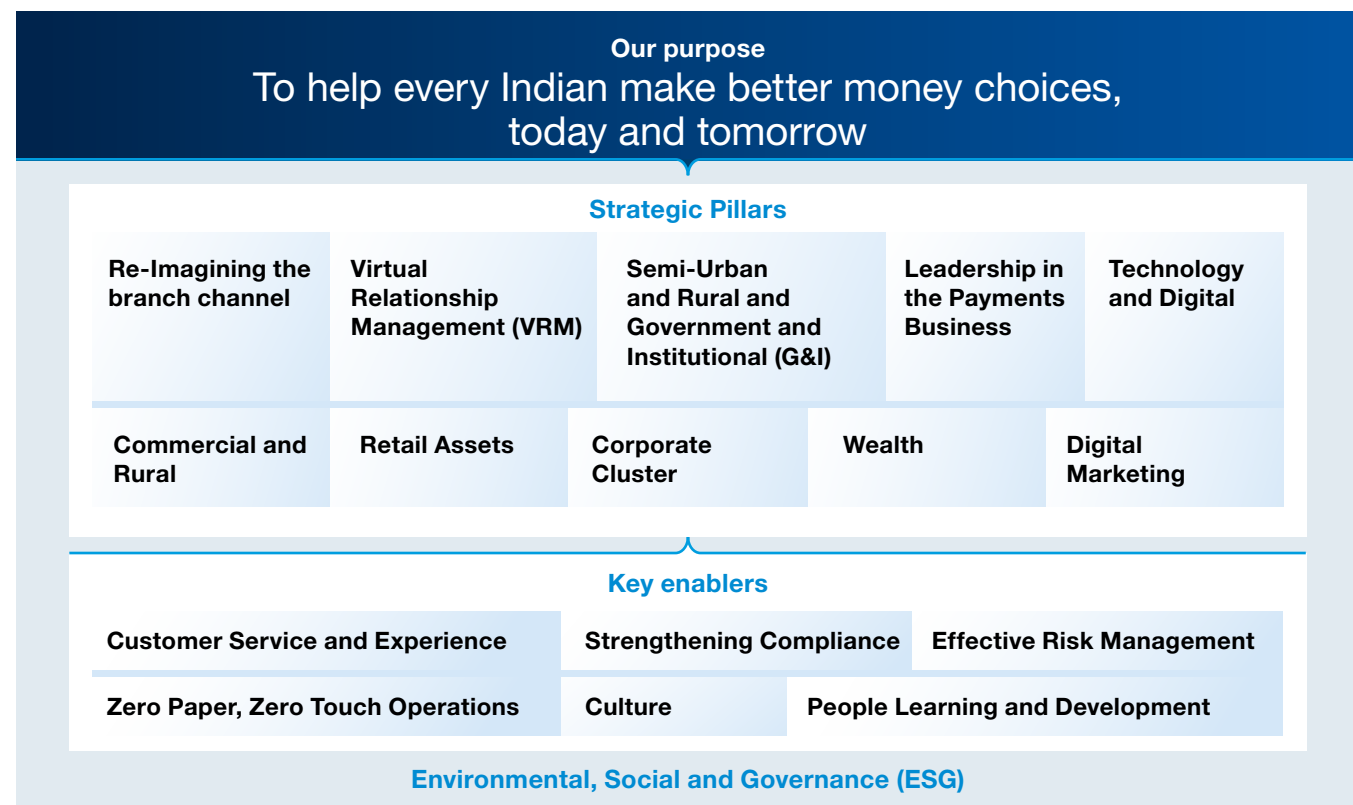 Our purpose
To help every Indian make better money choices,
today and tomorrow
Strategic Pillars
Re-Imagining the
branch channel
Virtual
Relationship
Management (VRM)
Semi-Urban
and Rural and
Government and
Institutional (G&I)
Leadership in
the Payments
Business
Technology
and Digital
Commercial and
Rural
Retail Assets
Corporate
Cluster
Wealth
Digital
Marketing
Key enablers
Customer Service and Experience
Strengthening Compliance
Effective Risk Management
Zero Paper, Zero Touch Operations
Culture
People Learning and Development
Environmental, Social and Governance (ESG)